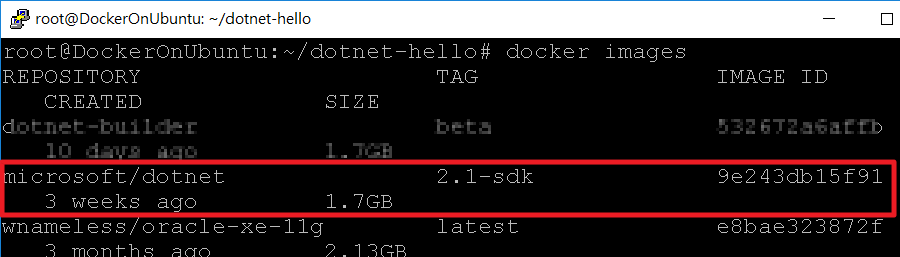 root@DockerOnUbuntu: ~/dotnet-hello
root@DockerOnUbuntu:~/dotnet-hello# docker images
REPOSITORY TAG IMAGE ID
CREATED SIZE
dotnet-builder beta 532672a6affb
10 days ago 1.7GB
microsoft/dotnet 2.1-sdk 9e243db15f91
3 weeks ago 1.7GB
wnameless/oracle-xe-11g latest e8bae323872f
3 months ago 2.13GB